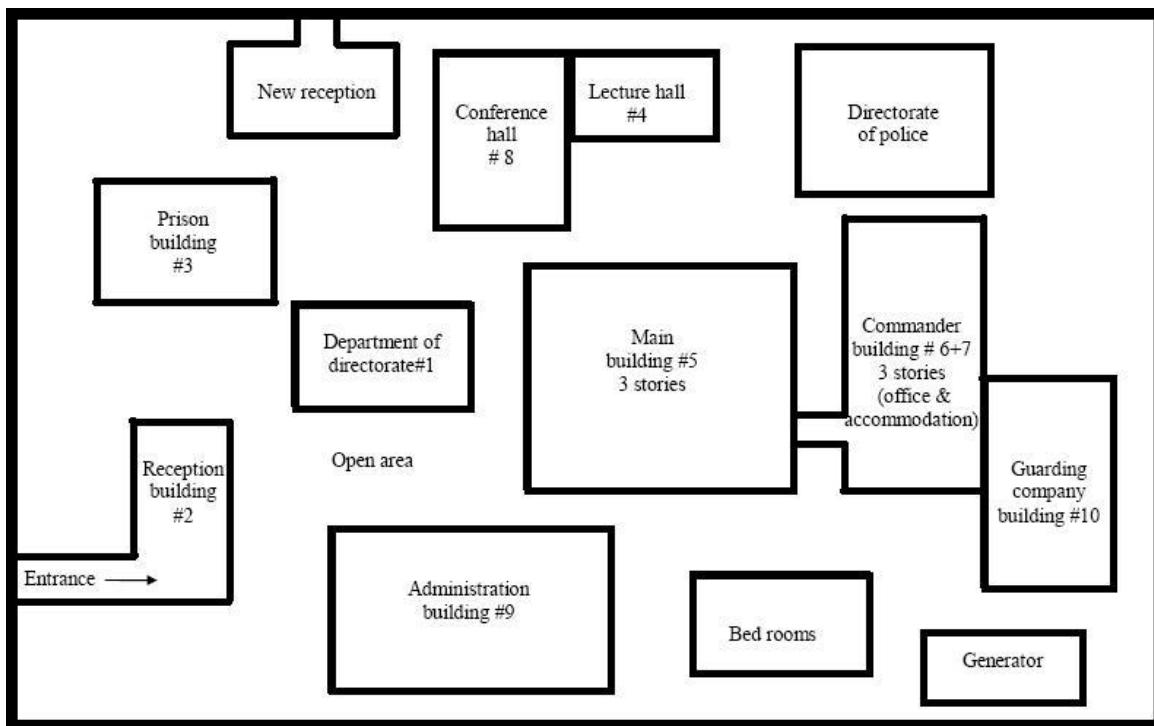 New reception
Conference
hall
# 8
Lecture hall
#4
Directorate
of police
Prison
building
#3
Department of
directorate#1
Main
building #5
3 stories
Commander
building # 6+7
3 stories
(office &
accommodation)
Reception
building
#2
Open area
Guarding
company
building #10
Entrance
Administration
building #9
Bed rooms
Generator